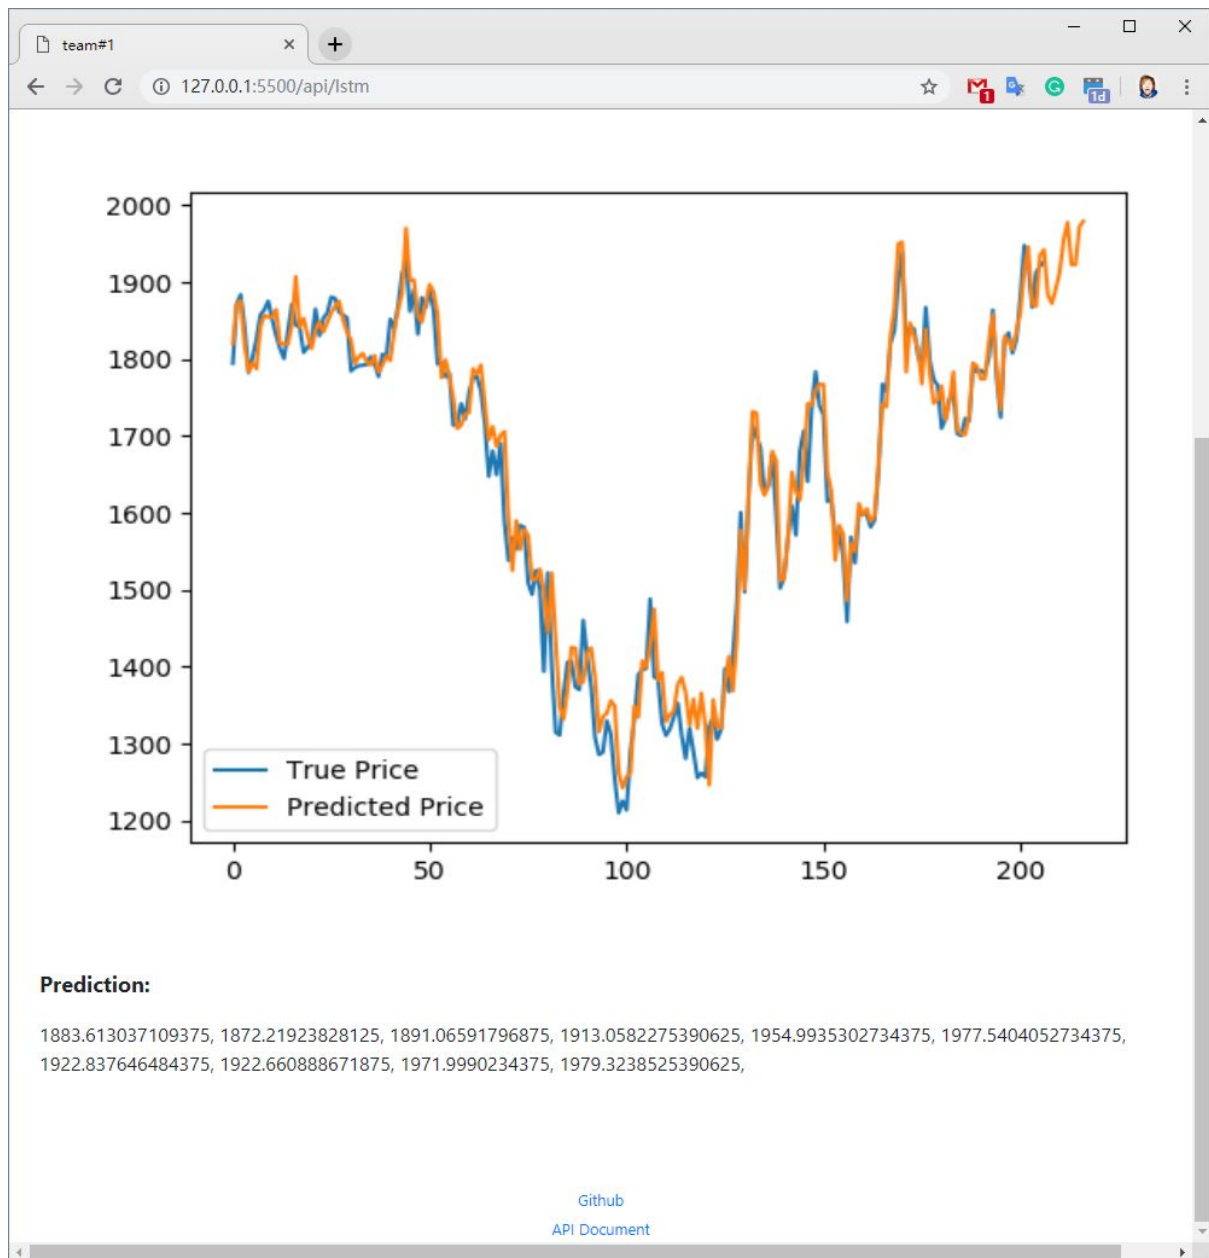 team#1
127.0.0.1:5500/api/lstm
1
1d
2000
1900
1800
1700
1600
1500
1400
1300
1200
True Price
Predicted Price
0 50 100 150 200
Prediction:
1883.613037109375, 1872.21923828125, 1891.06591796875, 1913.0582275390625, 1954.9935302734375, 1977.5404052734375,
1922.837646484375, 1922.660888671875, 1971.9990234375, 1979.3238525390625,
Github
API Document